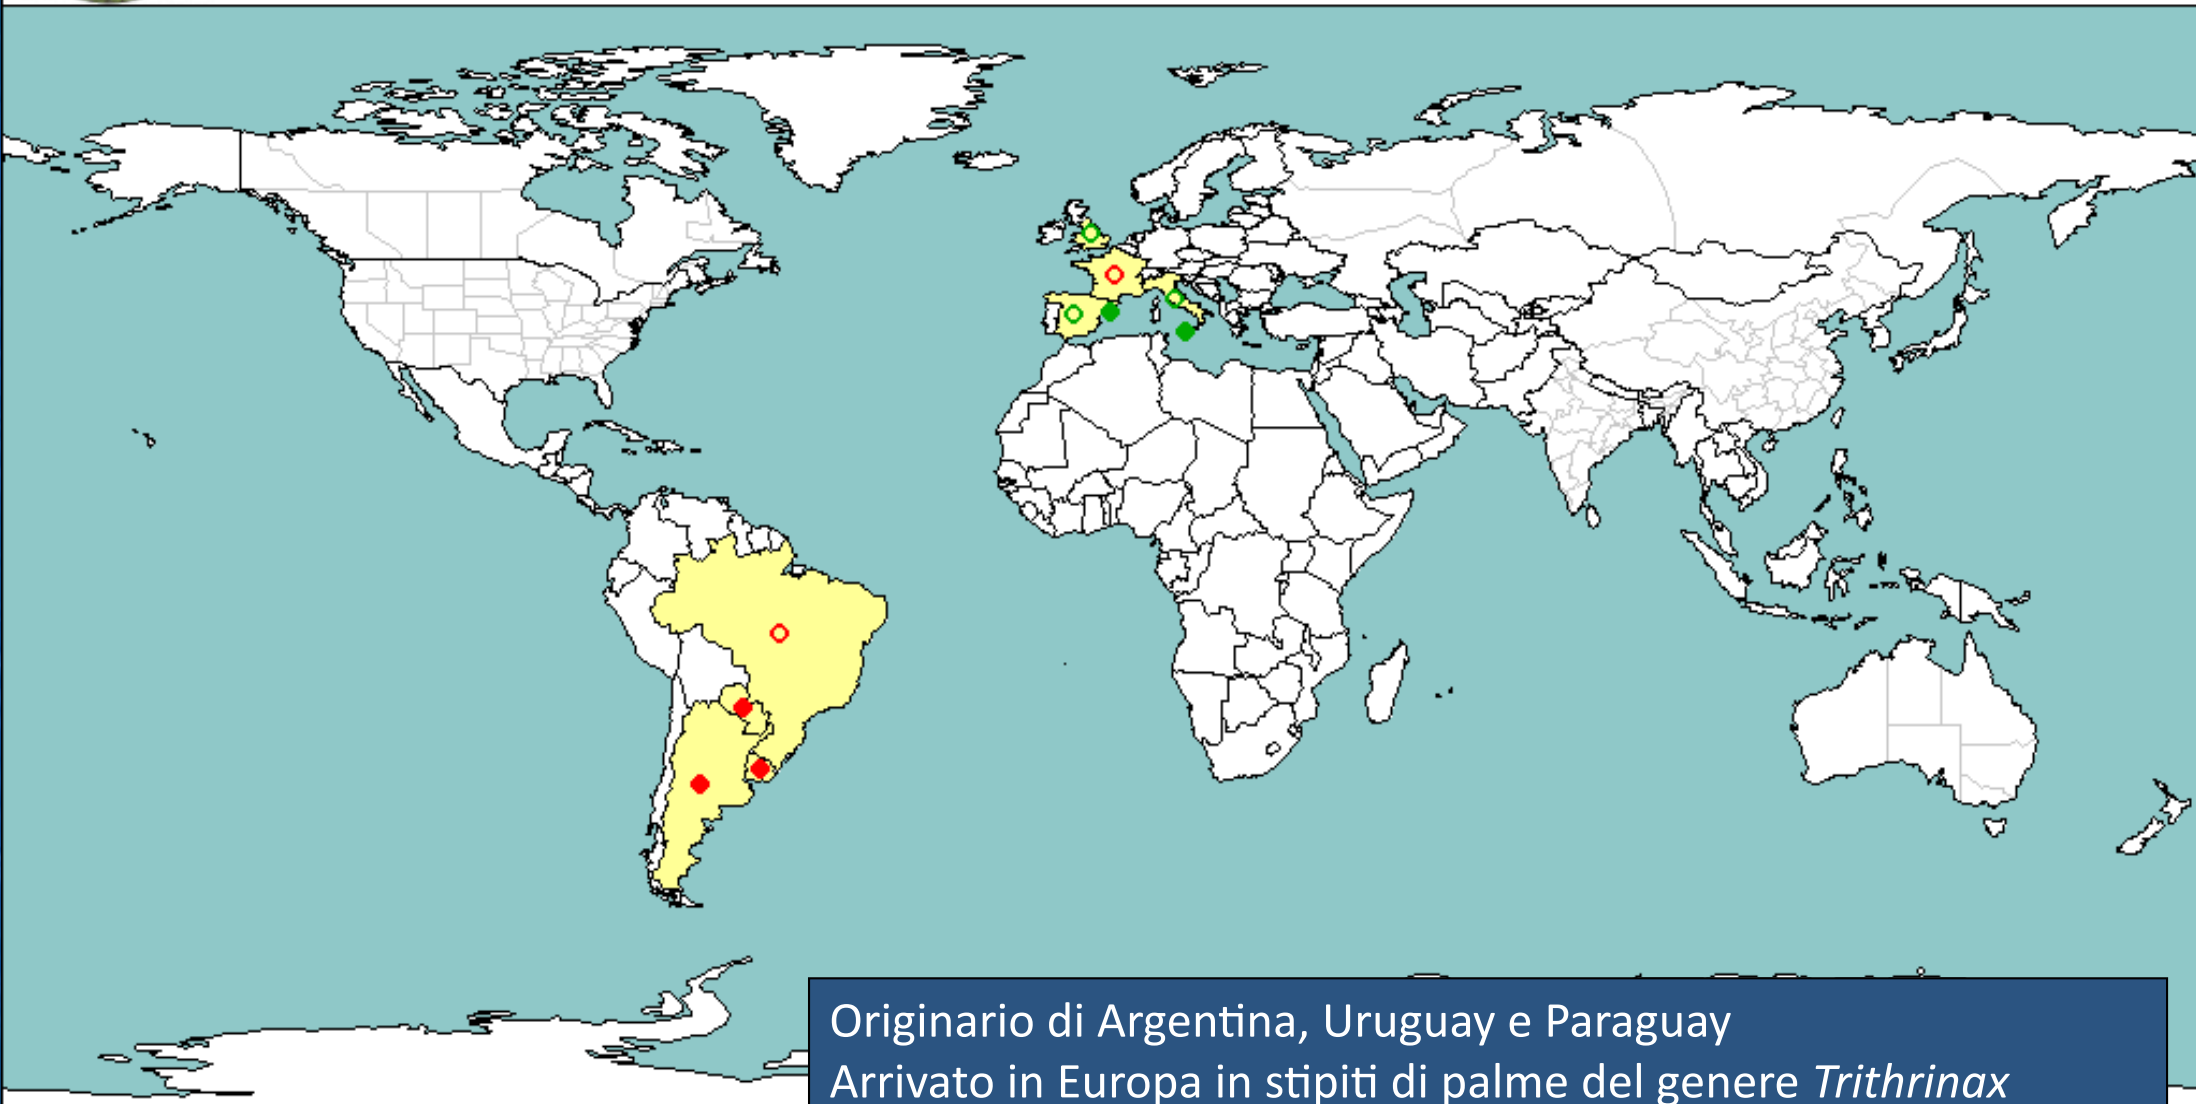 Originario di Argentina, Uruguay e Paraguay
Arrivato in Europa in stipiti di palme del genere Trithrinax